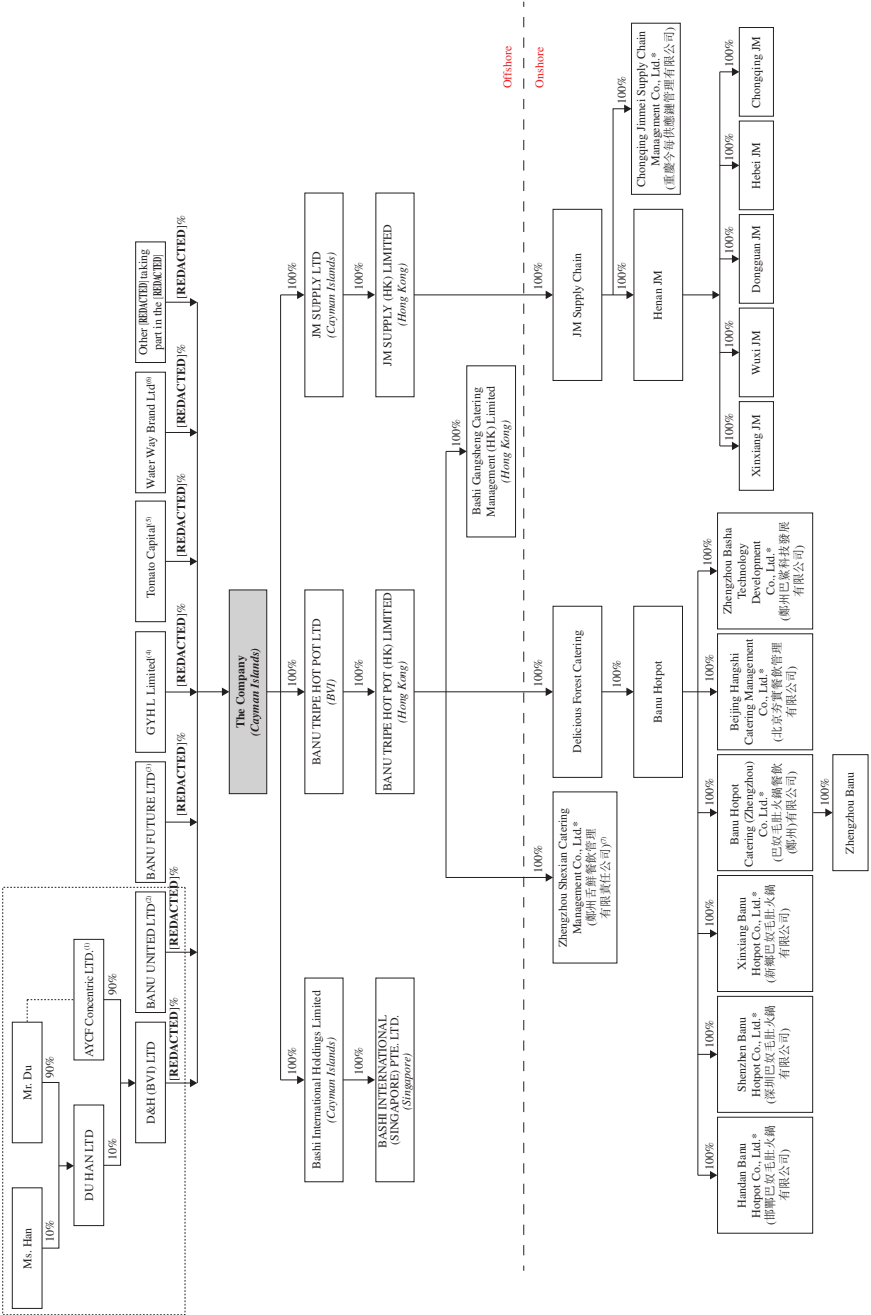 Ms. Han
Mr. Du
10%
90%
DU HAN LTD
AYCF Concentric LTD.(1)
10%
90%
D&H (BVI) LTD
BANU UNITED LTD(2)
BANU FUTURE LTD(3)
GYH L Limited(4)
Tomato Capital(5)
Water Way Brand Ltd(6)
Other [REDACTED] taking
part in the [REDACTED]
[REDACTED]%
[REDACTED]%
[REDACTED]%
[REDACTED]%
[REDACTED]%
[REDACTED]%
[REDACTED]%
The Company
(Cayman Islands)
100%
100%
100%
Bashi International Holdings Limited
(Cayman Islands)
BANU TRIPE HOT POT LTD
(BVI)
JM SUPPLY LTD
(Cayman Islands)
100%
100%
100%
BASHI INTERNATIONAL
(SINGAPORE) PTE. LTD.
(Singapore)
BANU TRIPE HOT POT (HK) LIMITED
(Hong Kong)
JM SUPPLY (HK) LIMITED
(Hong Kong)
100%
Bashi Gangsheng Catering
Management (HK) Limited
(Hong Kong)
Offshore
Onshore
100%
100%
100%
Zhengzhou Shexian Catering
Management Co., Ltd.*
(鄭州舌鮮餐飲管理
有限責任公司)(7)
Delicious Forest Catering
JM Supply Chain
100%
100%
100%
Banu Hotpot
Henan JM
Chongqing Jinmei Supply Chain
Management Co., Ltd.*
(重慶今每供應鏈管理有限公司)
100%
100%
100%
100%
100%
100%
Handan Banu
Hotpot Co., Ltd.*
(邯鄲巴奴毛肚火鍋
有限公司)
Shenzhen Banu
Hotpot Co., Ltd.*
(深圳巴奴毛肚火鍋
有限公司)
Xinxiang Banu
Hotpot Co., Ltd.*
(新鄉巴奴毛肚火鍋
有限公司)
Banu Hotpot
Catering (Zhengzhou)
Co. Ltd.*
(巴奴毛肚火鍋餐飲
(鄭州)有限公司)
Beijing Hangshi
Catering Management
Co., Ltd.*
(北京夯實餐飲管理
有限公司)
Zhengzhou Basha
Technology
Development
Co., Ltd.*
(鄭州巴鯊科技發展
有限公司)
100%
Zhengzhou Banu
100%
100%
100%
100%
100%
Xinxiang JM
Wuxi JM
Dongguan JM
Hebei JM
Chongqing JM